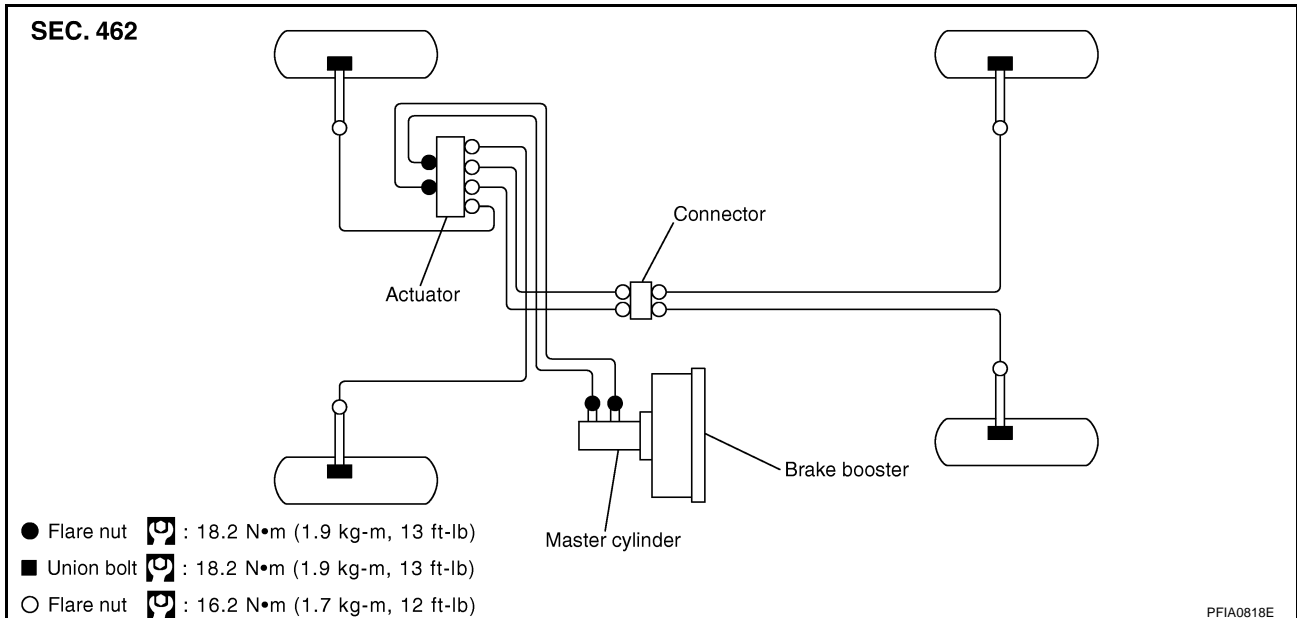 SEC. 462
Connector
Actuator
Brake booster
Master cylinder
Flare nut : 18.2 N•m (1.9 kg-m, 13 ft-lb)
Union bolt : 18.2 N•m (1.9 kg-m, 13 ft-lb)
Flare nut : 16.2 N•m (1.7 kg-m, 12 ft-lb)
PFIA0818E